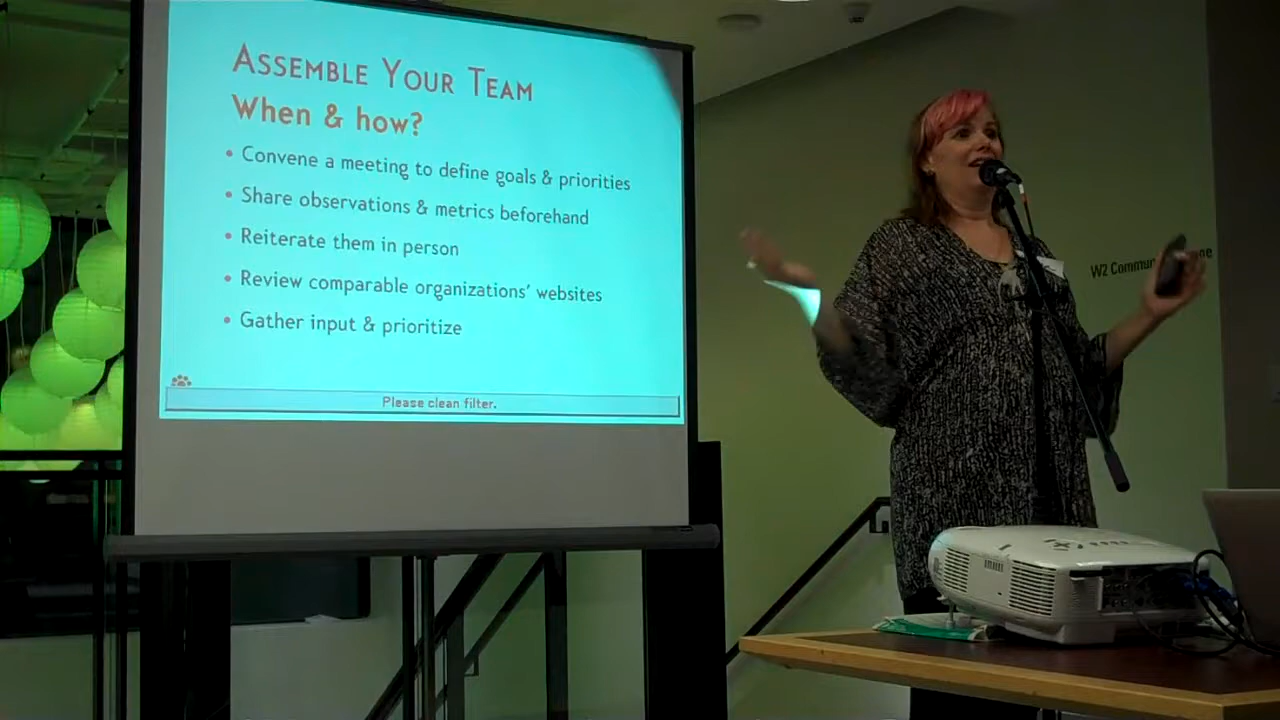 Assemble Your Team
When & how?
• Convene a meeting to define goals & priorities
• Share observations & metrics beforehand
• Reiterate them in person
• Review comparable organizations' websites
• Gather input & prioritize
Please clean filter.
W2